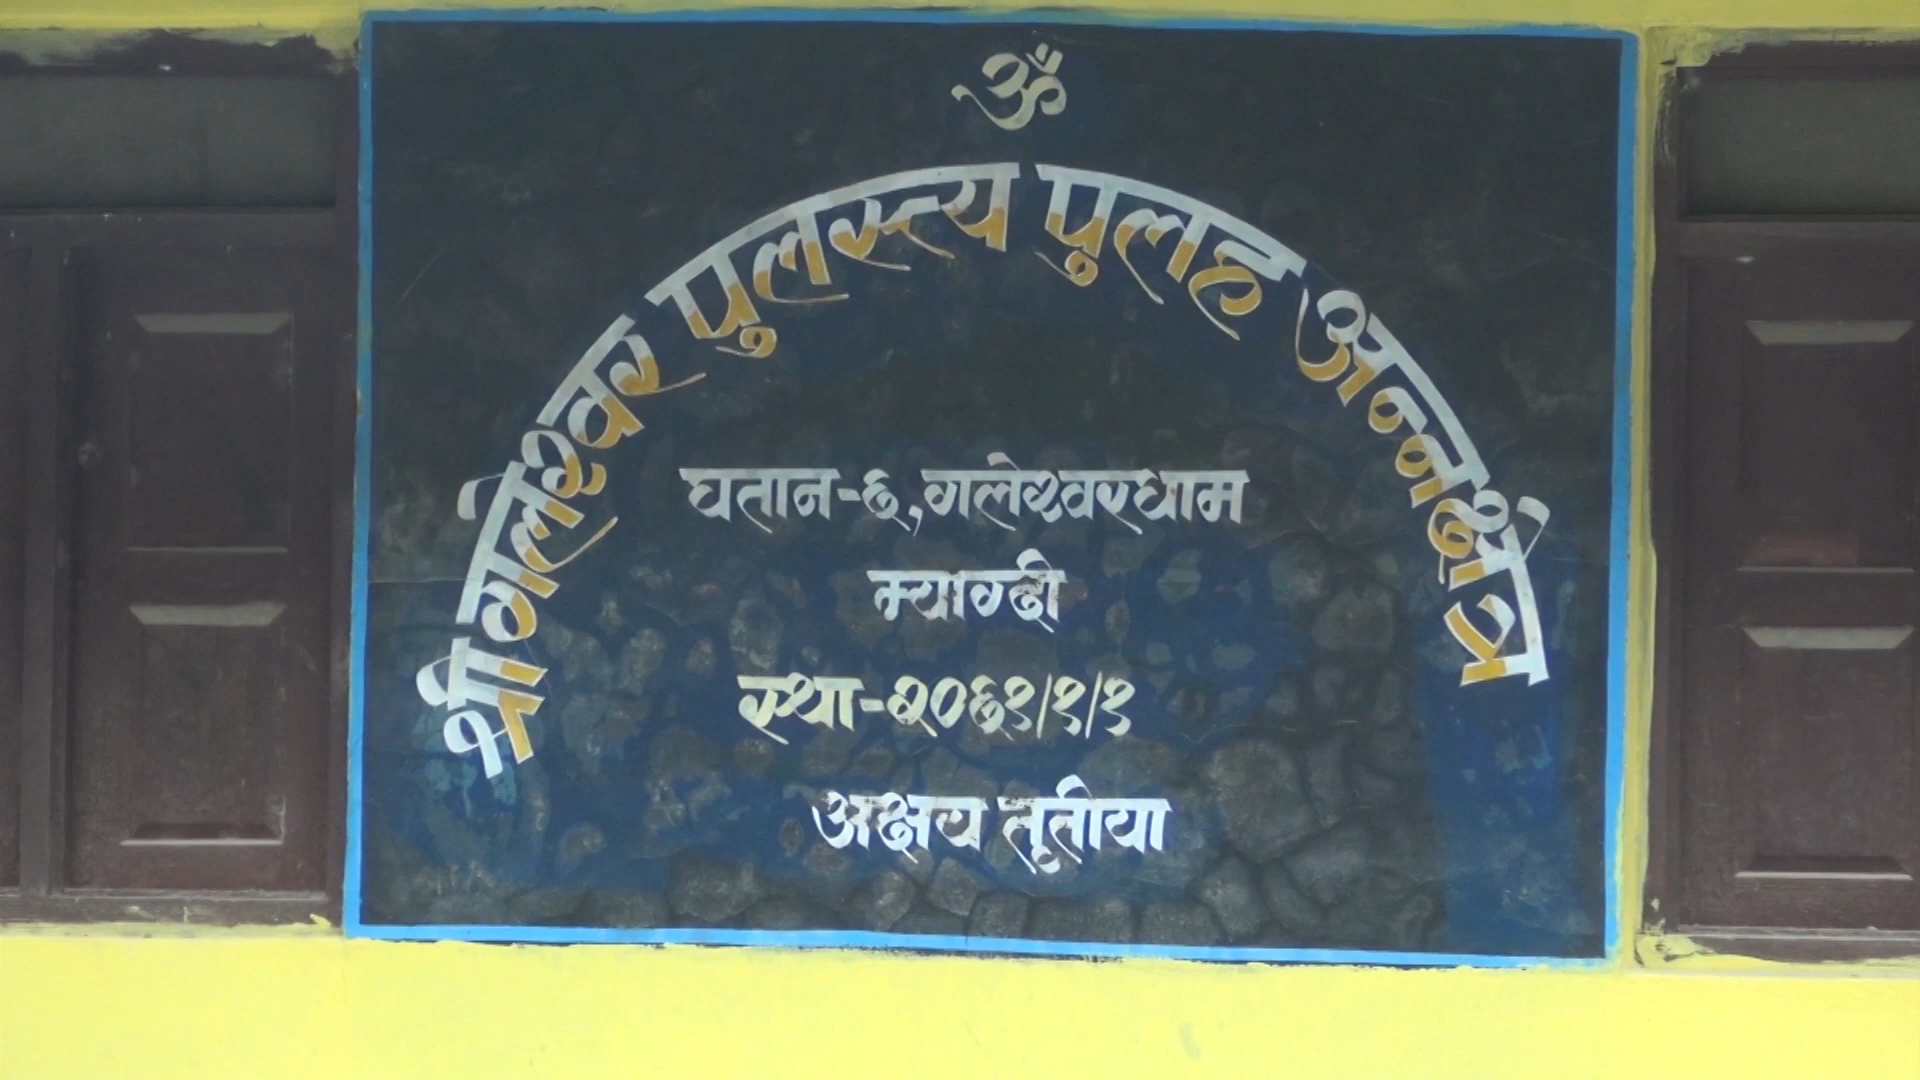 ॐ
श्री गलेश्वर पुलस्त्य पुलह अन्नक्षेत्र
घतान-६, गलेश्वरधाम
म्याग्दी
स्था-२०६१/१/१
अक्षय तृतीया